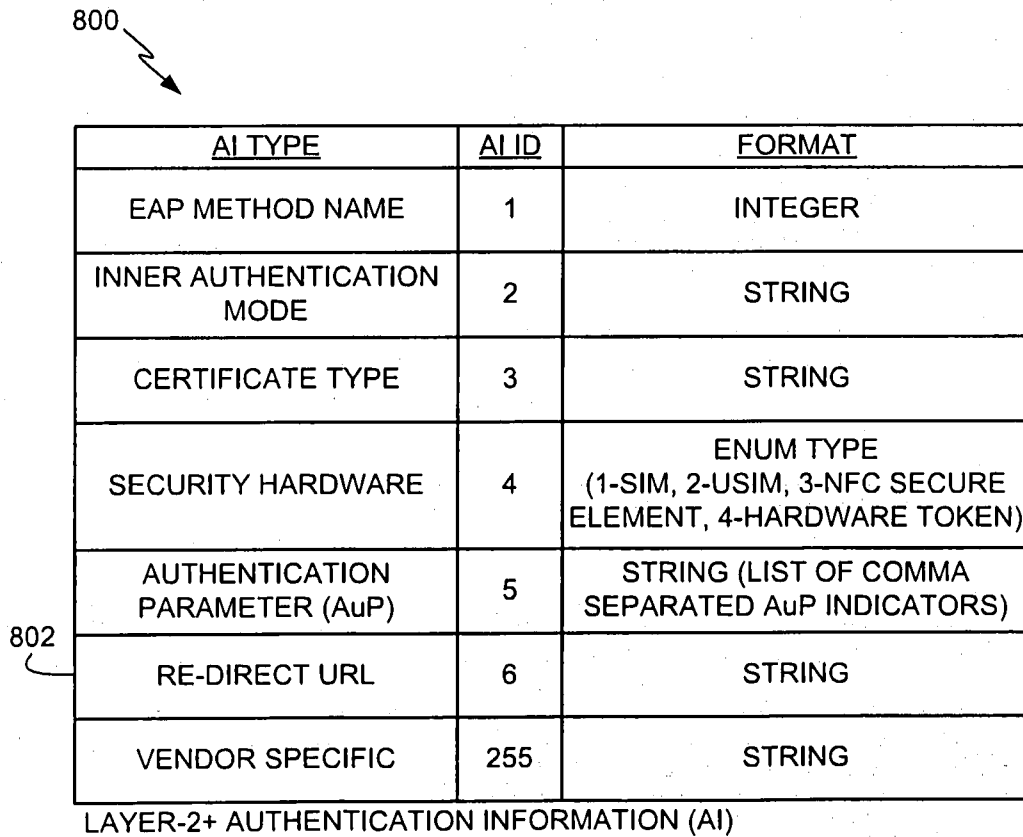 800
AI TYPE AI ID FORMAT
EAP METHOD NAME 1 INTEGER
INNER AUTHENTICATION
MODE 2 STRING
CERTIFICATE TYPE 3 STRING
SECURITY HARDWARE 4 ENUM TYPE
(1-SIM, 2-USIM, 3-NFC SECURE
ELEMENT, 4-HARDWARE TOKEN)
AUTHENTICATION
PARAMETER (AuP) 5 STRING (LIST OF COMMA
SEPARATED AuP INDICATORS)
802
RE-DIRECT URL 6 STRING
VENDOR SPECIFIC 255 STRING
LAYER-2+ AUTHENTICATION INFORMATION (AI)